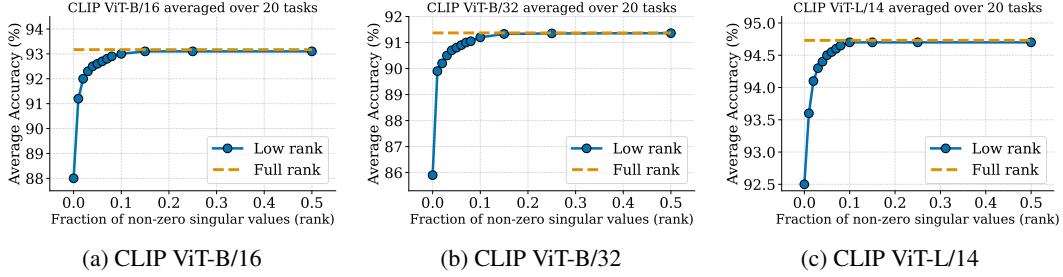 CLIP ViT-B/16 averaged over 20 tasks
Average Accuracy (%)
93
92
91
90
89
88
Low rank
Full rank
0.0 0.1 0.2 0.3 0.4 0.5
Fraction of non-zero singular values (rank)
(a) CLIP ViT-B/16
CLIP ViT-B/32 averaged over 20 tasks
Average Accuracy (%)
92
91
90
89
88
87
86
Low rank
Full rank
0.0 0.1 0.2 0.3 0.4 0.5
Fraction of non-zero singular values (rank)
(b) CLIP ViT-B/32
CLIP ViT-L/14 averaged over 20 tasks
Average Accuracy (%)
95.0
94.5
94.0
93.5
93.0
92.5
Low rank
Full rank
0.0 0.1 0.2 0.3 0.4 0.5
Fraction of non-zero singular values (rank)
(c) CLIP ViT-L/14